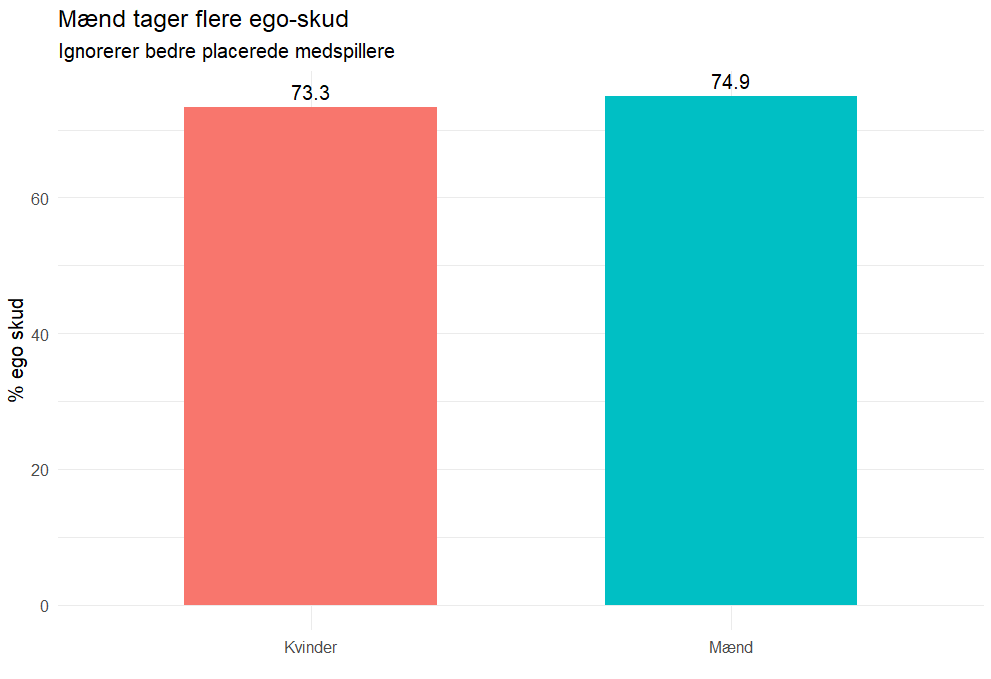 Mænd tager flere ego-skud
Ignorerer bedre placerede medspillere
73.3
74.9
60
40
20
0
% ego skud
Kvinder
Mænd